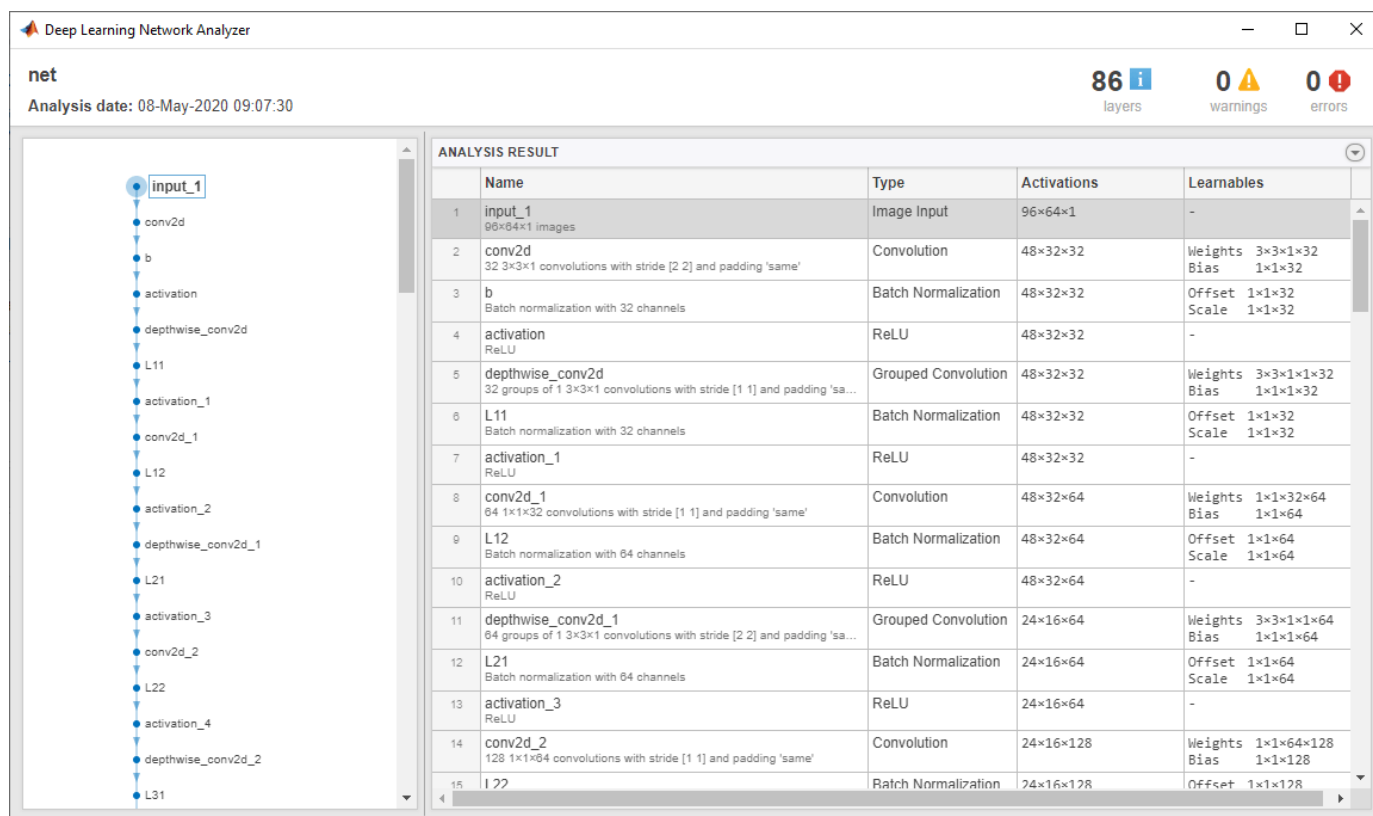 Deep Learning Network Analyzer
net
Analysis date: 08-May-2020 09:07:30
86 i
layers
0
warnings
0
errors
input_1
conv2d
b
activation
depthwise_conv2d
L11
activation_1
conv2d_1
L12
activation_2
depthwise_conv2d_1
L21
activation_3
conv2d_2
L22
activation_4
depthwise_conv2d_2
L31
ANALYSIS RESULT
Name Type Activations Learnables
1 input_1 Image Input 96×64×1 -
96×64×1 images
2 conv2d Convolution 48×32×32 Weights 3×3×1×32
32 3×3×1 convolutions with stride [2 2] and padding 'same' Bias 1×1×32
3 b Batch Normalization 48×32×32 Offset 1×1×32
Batch normalization with 32 channels Scale 1×1×32
4 activation ReLU 48×32×32 -
ReLU
5 depthwise_conv2d Grouped Convolution 48×32×32 Weights 3×3×1×1×32
32 groups of 1 3×3×1 convolutions with stride [1 1] and padding 'sa... Bias 1×1×1×32
6 L11 Batch Normalization 48×32×32 Offset 1×1×32
Batch normalization with 32 channels Scale 1×1×32
7 activation_1 ReLU 48×32×32 -
ReLU
8 conv2d_1 Convolution 48×32×64 Weights 1×1×32×64
64 1×1×32 convolutions with stride [1 1] and padding 'same' Bias 1×1×64
9 L12 Batch Normalization 48×32×64 Offset 1×1×64
Batch normalization with 64 channels Scale 1×1×64
10 activation_2 ReLU 48×32×64 -
ReLU
11 depthwise_conv2d_1 Grouped Convolution 24×16×64 Weights 3×3×1×1×64
64 groups of 1 3×3×1 convolutions with stride [2 2] and padding 'sa... Bias 1×1×1×64
12 L21 Batch Normalization 24×16×64 Offset 1×1×64
Batch normalization with 64 channels Scale 1×1×64
13 activation_3 ReLU 24×16×64 -
ReLU
14 conv2d_2 Convolution 24×16×128 Weights 1×1×64×128
128 1×1×64 convolutions with stride [1 1] and padding 'same' Bias 1×1×128
15 L22 Batch Normalization 24×16×128 Offset 1×1×128